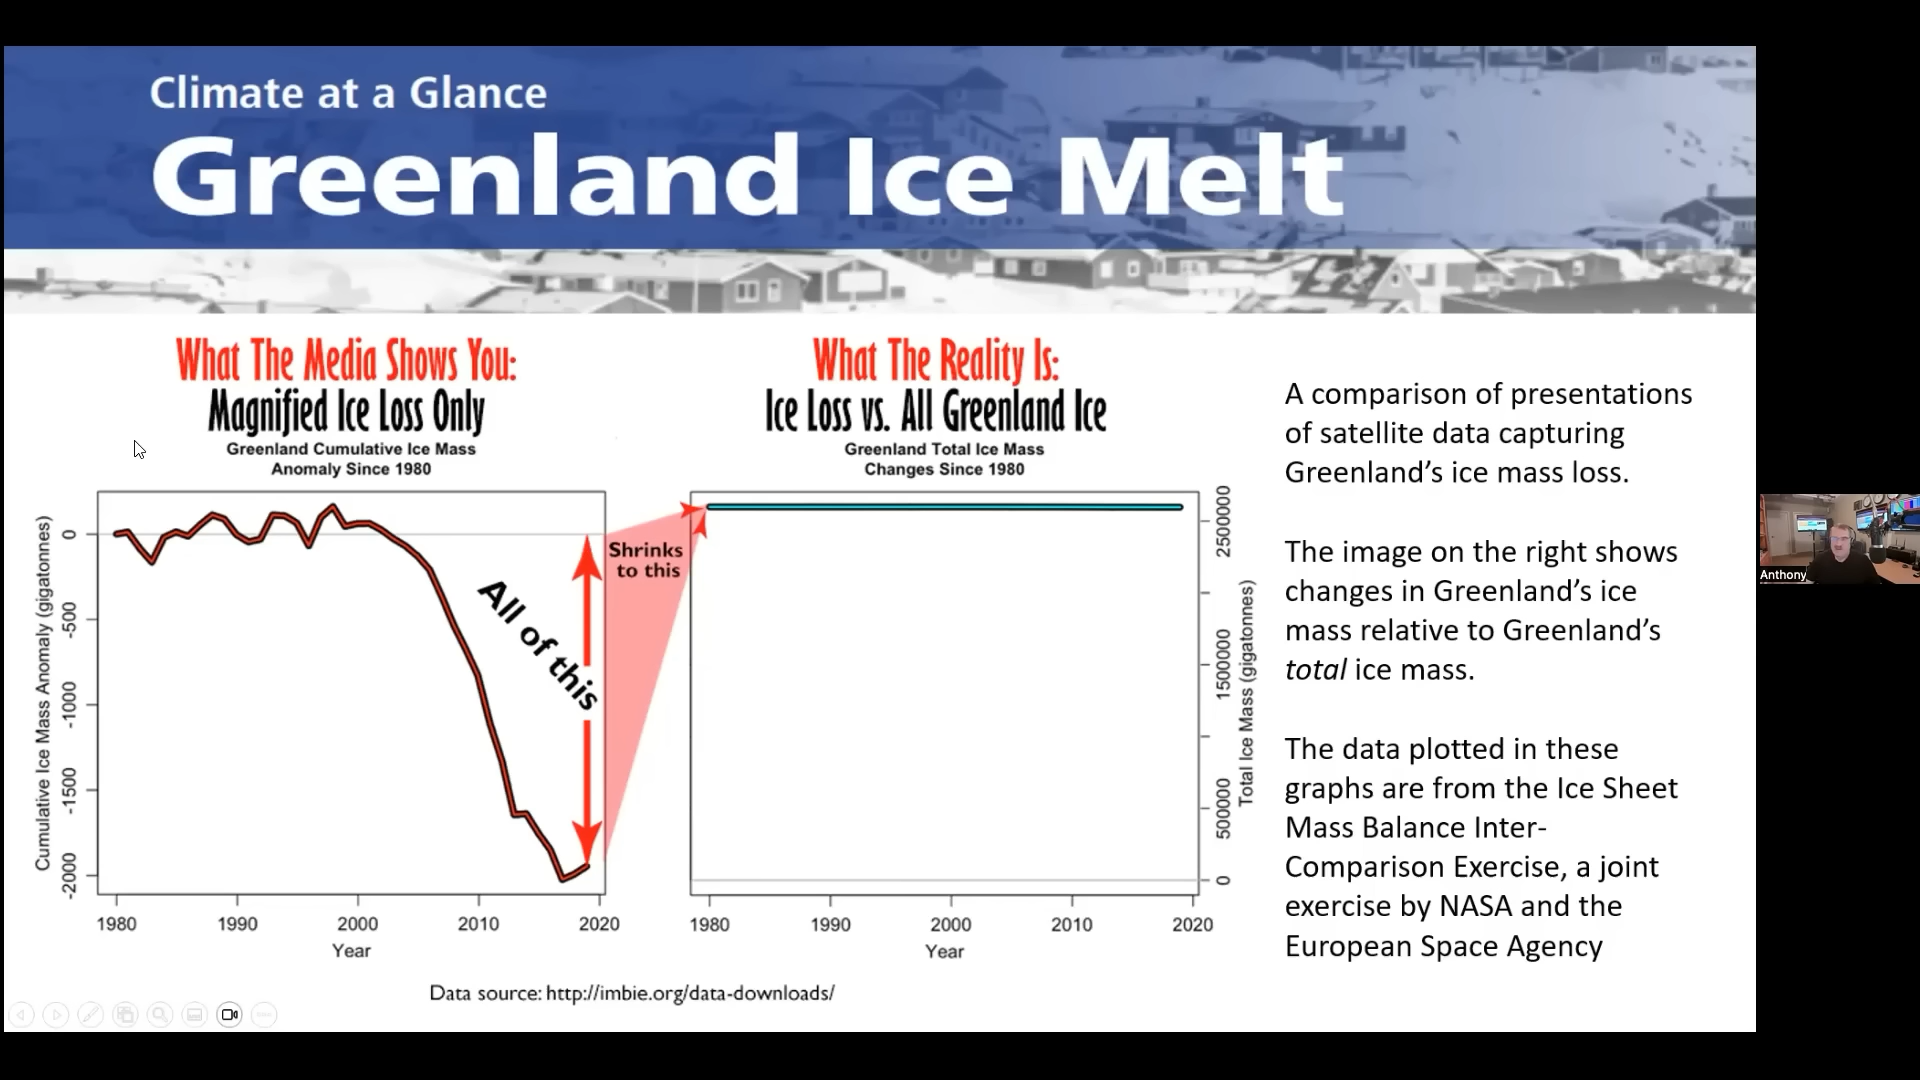 Climate at a Glance
Greenland Ice Melt
What The Media Shows You:
Magnified Ice Loss Only
Greenland Cumulative Ice Mass
Anomaly Since 1980
Cumulative Ice Mass Anomaly (gigatonnes)
0
-500
-1000
-1500
-2000
1980
1990
2000
2010
2020
Year
All of this
Shrinks
to this
What The Reality Is:
Ice Loss vs. All Greenland Ice
Greenland Total Ice Mass
Changes Since 1980
2500000
1500000
500000
0
Total Ice Mass (gigatonnes)
1980
1990
2000
2010
2020
Year
Data source: http://imbie.org/data-downloads/
A comparison of presentations
of satellite data capturing
Greenland’s ice mass loss.
The image on the right shows
changes in Greenland’s ice
mass relative to Greenland’s
total ice mass.
The data plotted in these
graphs are from the Ice Sheet
Mass Balance Inter-
Comparison Exercise, a joint
exercise by NASA and the
European Space Agency
Anthony